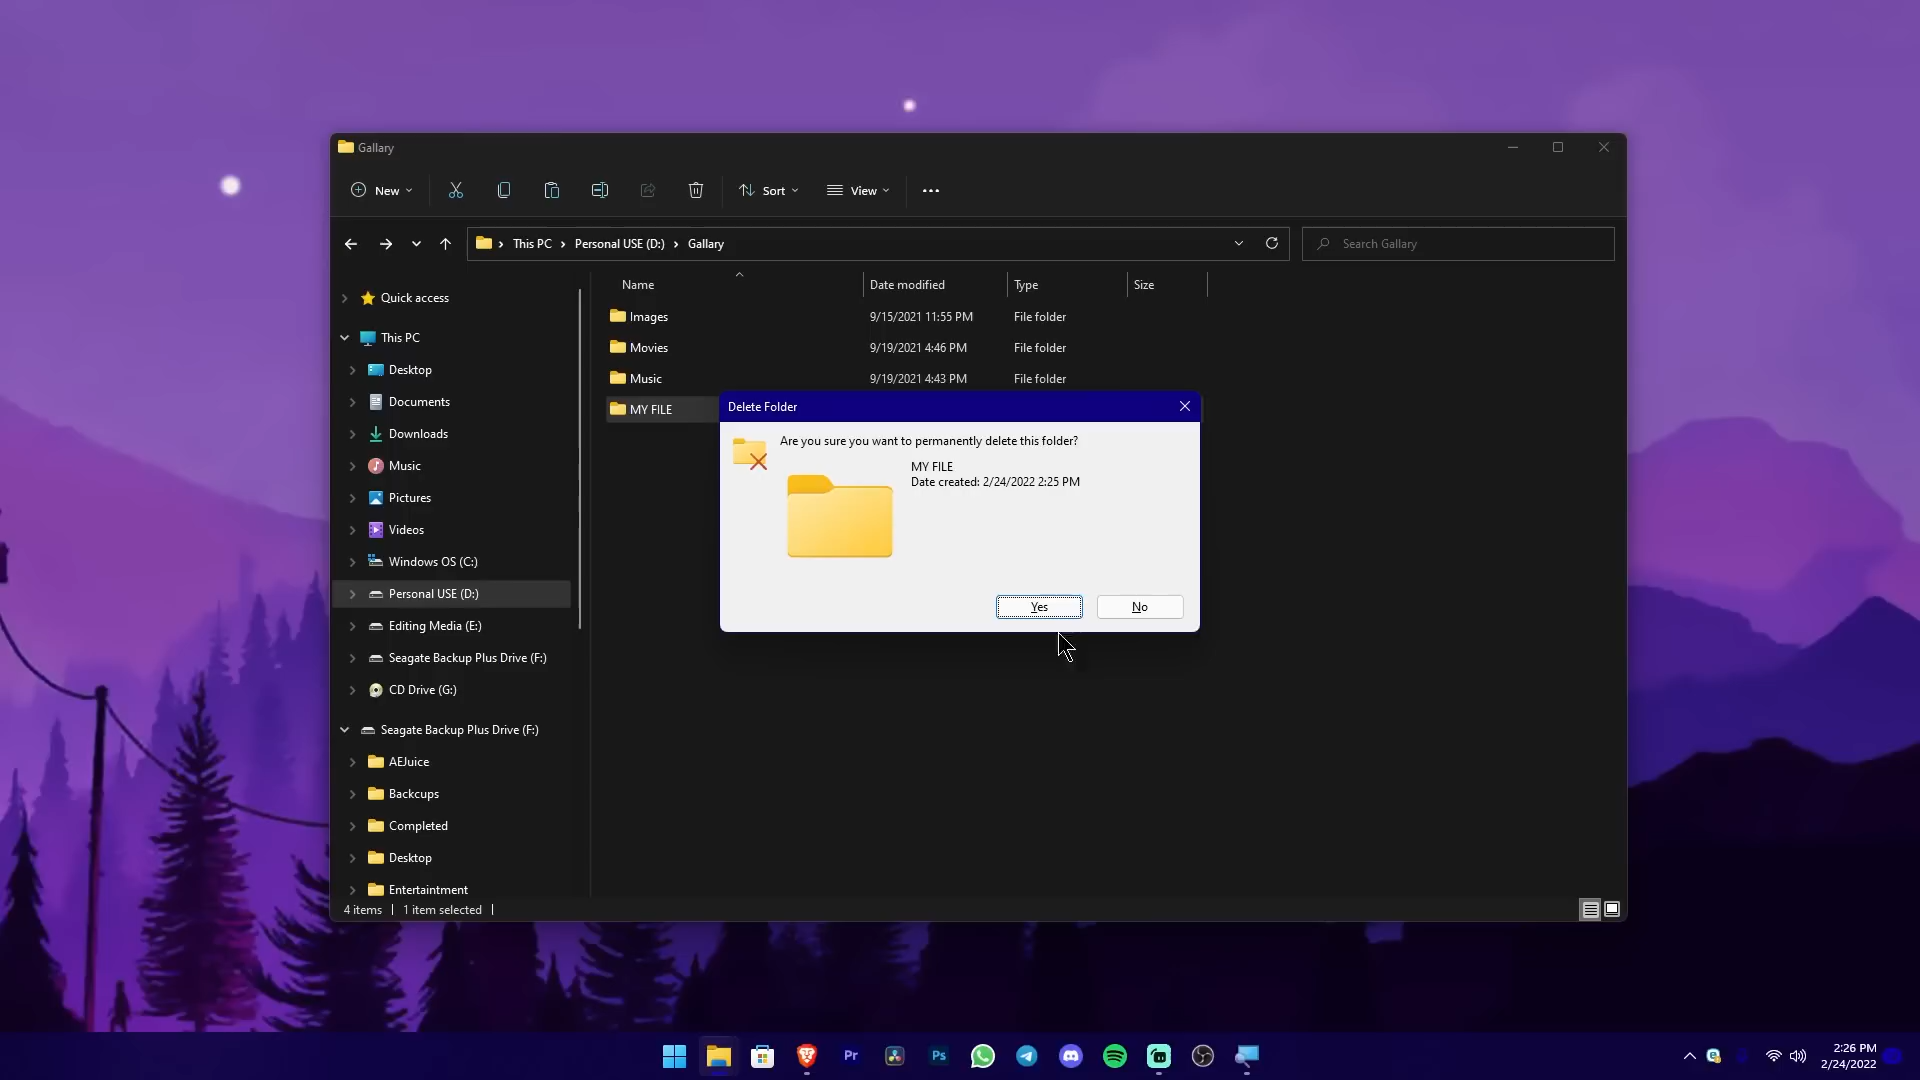 Gallary
New
Sort
View
This PC
Personal USE (D:)
Gallary
Search Gallary
Name
Date modified
Type
Size
Images
9/15/2021 11:55 PM
File folder
Movies
9/19/2021 4:46 PM
File folder
Music
9/19/2021 4:43 PM
File folder
MY FILE
Quick access
This PC
Desktop
Documents
Downloads
Music
Pictures
Videos
Windows OS (C:)
Personal USE (D:)
Editing Media (E:)
Seagate Backup Plus Drive (F:)
CD Drive (G:)
Seagate Backup Plus Drive (F:)
AEJuice
Backcups
Completed
Desktop
Entertaintment
4 items
1 item selected
Delete Folder
Are you sure you want to permanently delete this folder?
MY FILE
Date created: 2/24/2022 2:25 PM
Yes
No
Pr
Ps
2:26 PM
2/24/2022